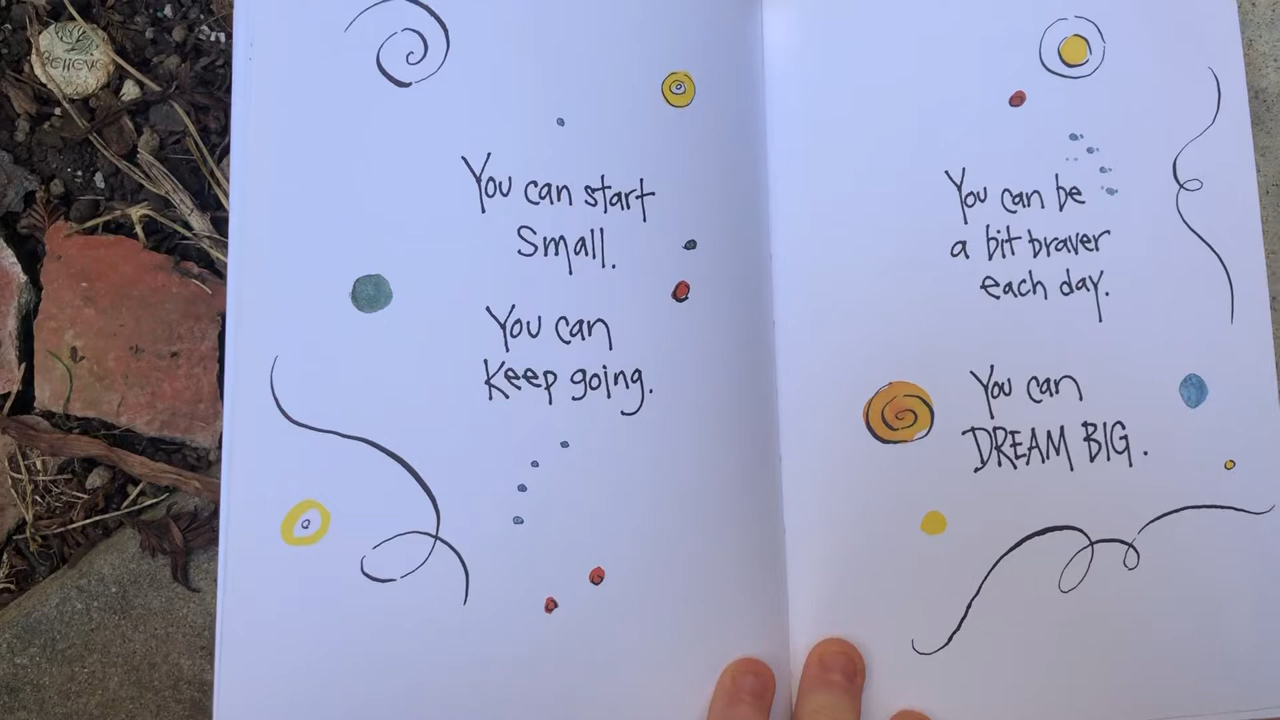 BELIEVE
You can start
Small.
You can
Keep going.
You can be
a bit braver
each day.
You can
DREAM BIG.